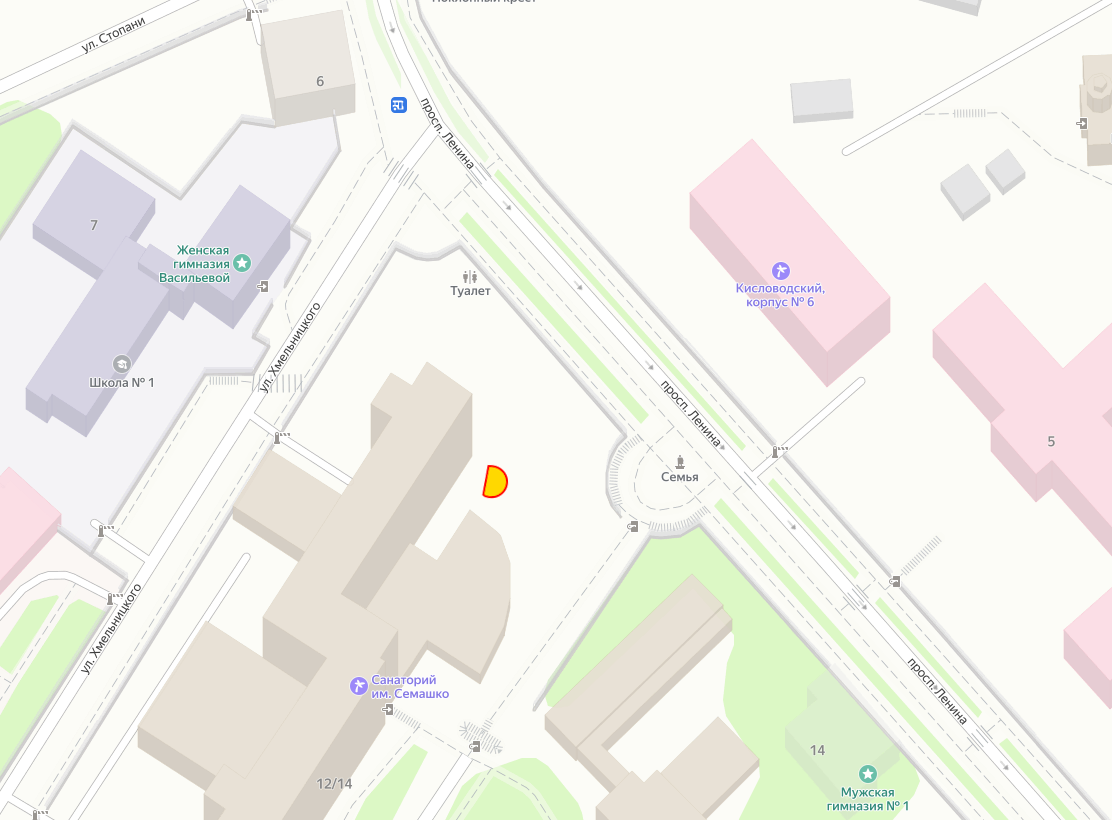 ул. Стопани
Поклонный крест
6
просп. Ленина
7
Женская
гимназия
Васильевой
Туалет
Кисловодский,
корпус № 6
ул. Хмельницкого
Школа № 1
просп. Ленина
5
Семья
ул. Хмельницкого
Санаторий
им. Семашко
просп. Ленина
14
12/14
Мужская
гимназия № 1